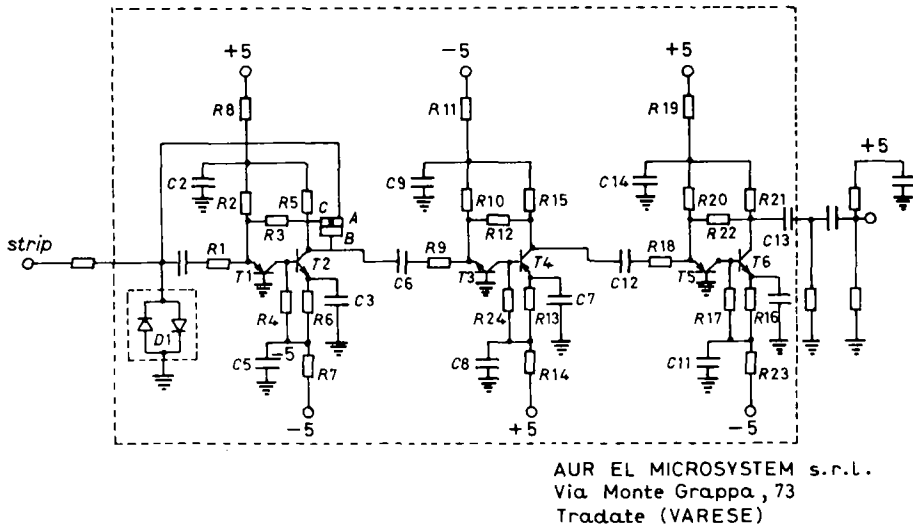 +5 -5 +5
R8 R11 R19 +5
C2 R2 R5 C A B C9 R10 R15 C14 R20 R21
R3 R12 R22 C13
strip R1 T1 T2 C6 R9 T3 T4 C12 R18 T5 T6
D1 R4 R6 C3 R24 R13 C7 R17 R16
C5 -5 R7 C8 R14 C11 R23
-5 +5 -5
AUR EL MICROSYSTEM s.r.l.
Via Monte Grappa, 73
Tradate (VARESE)